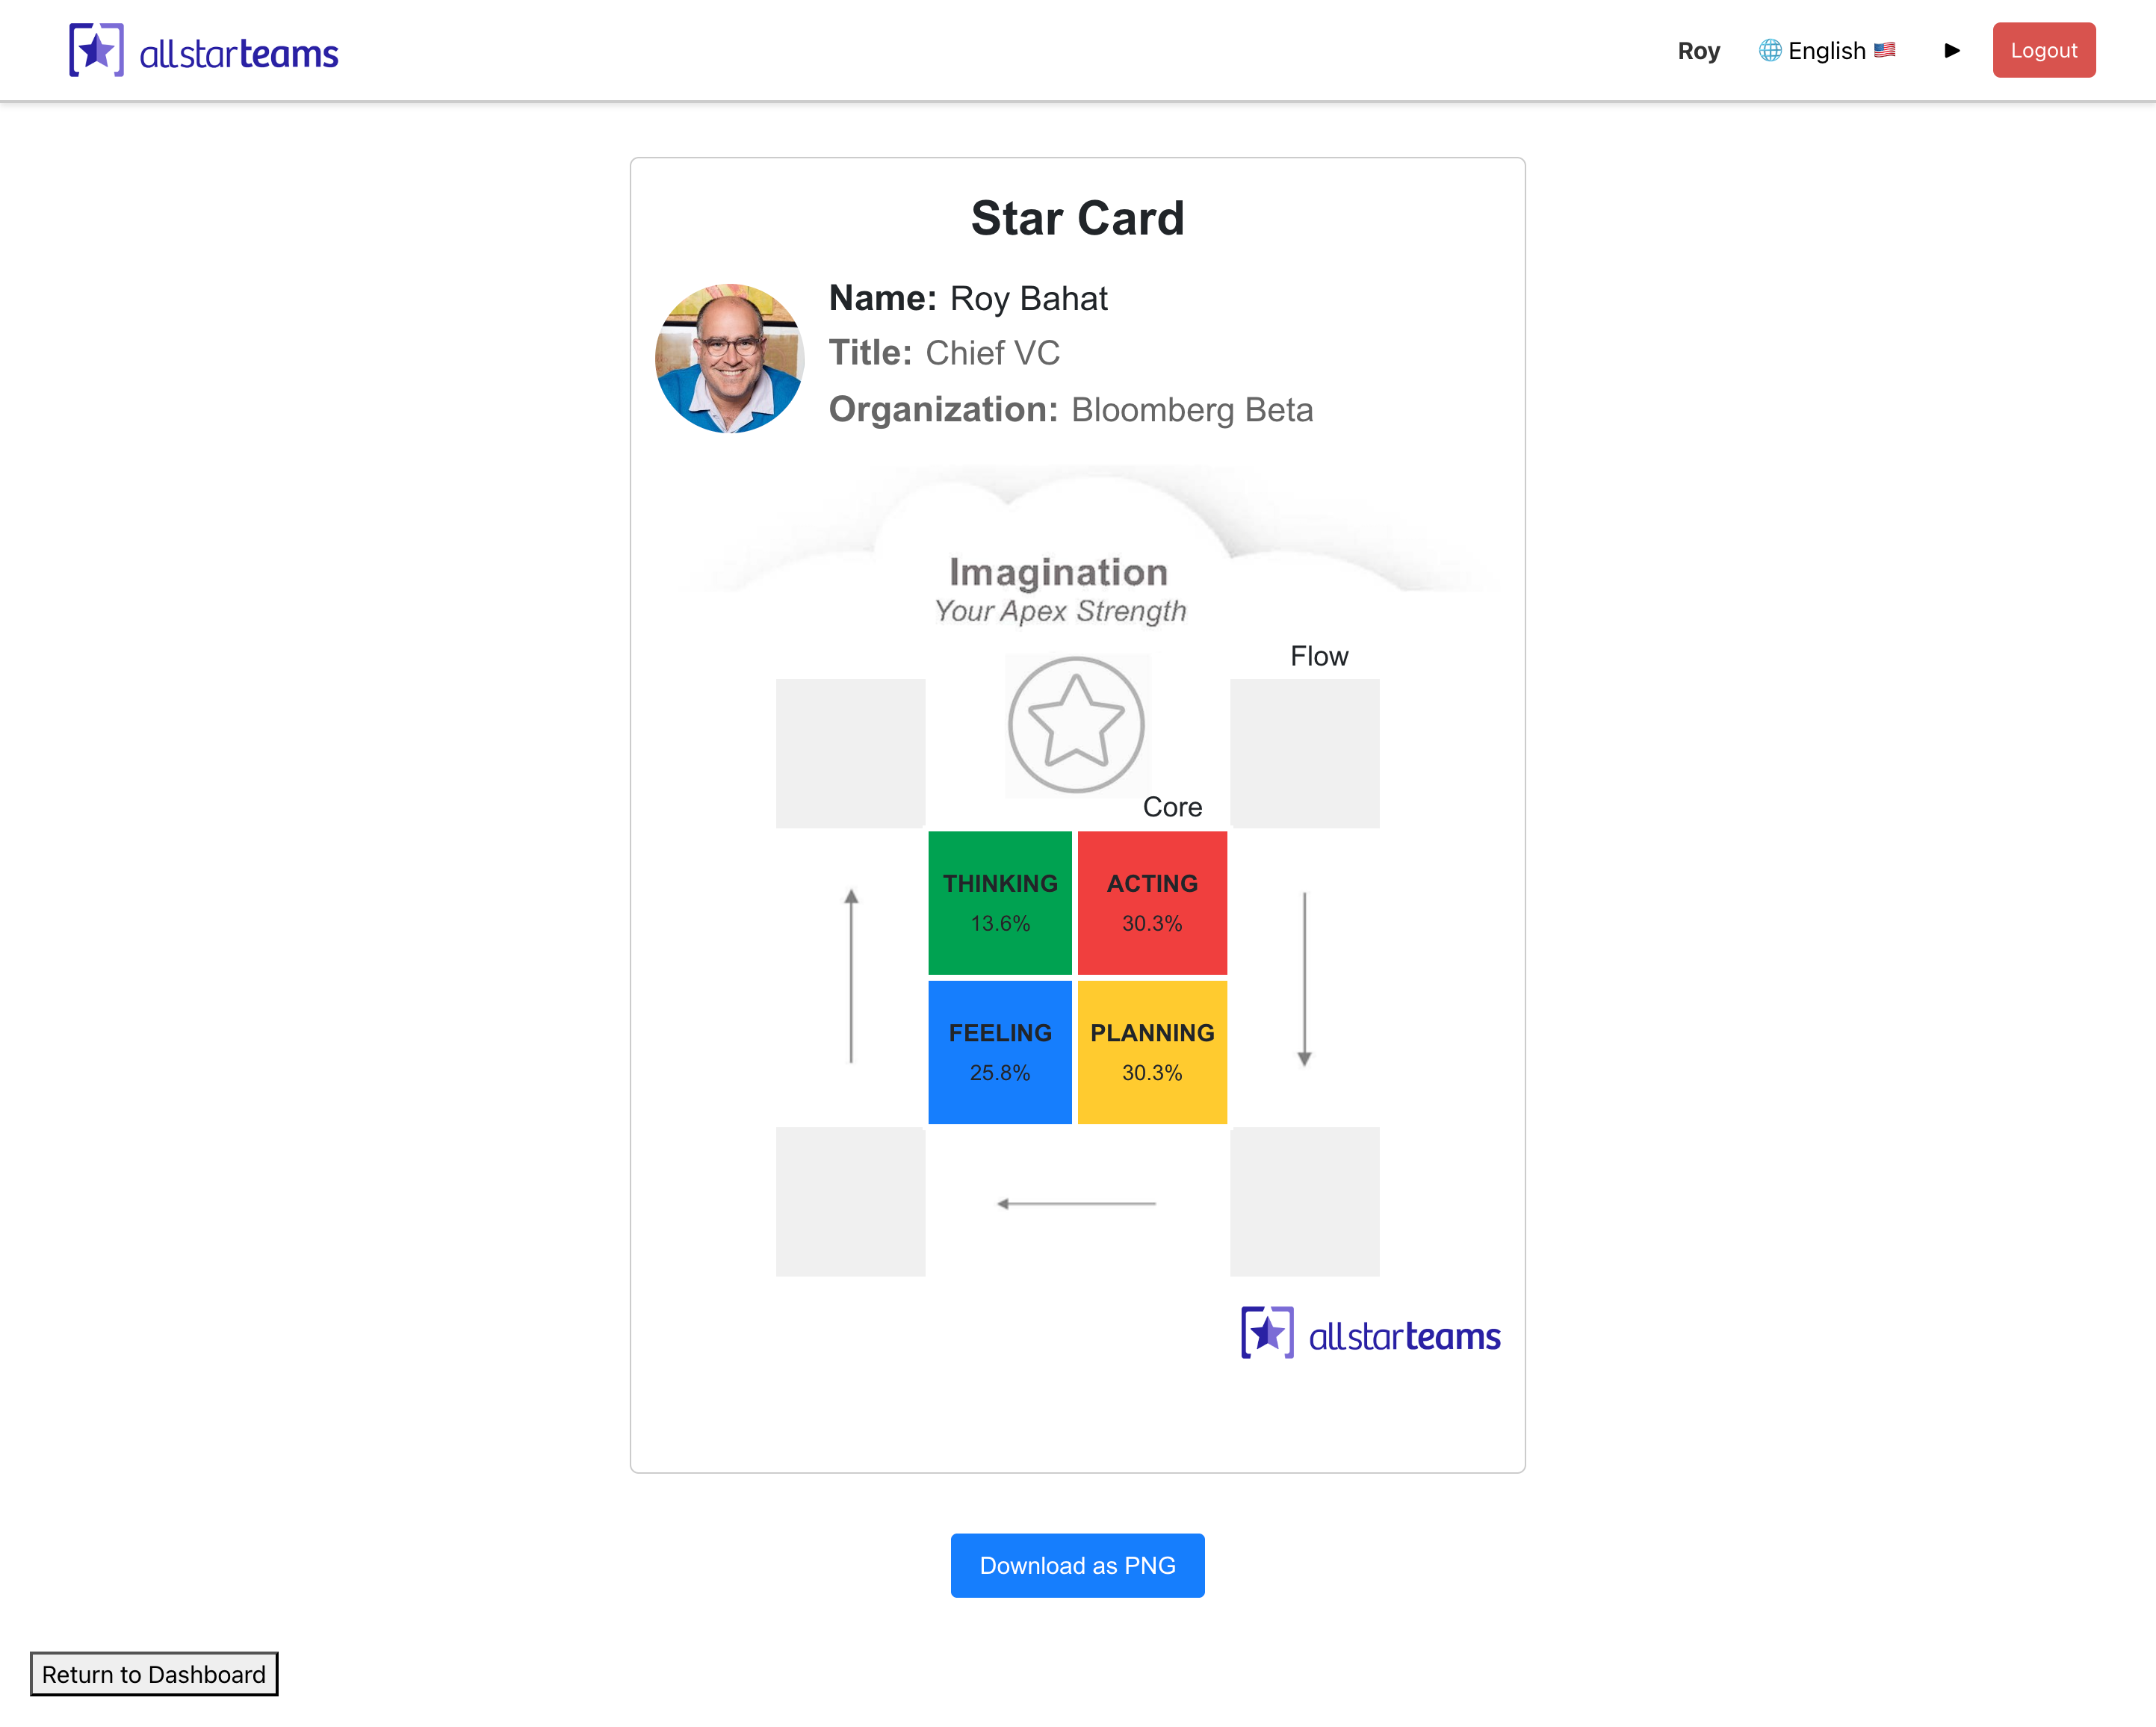 allstarteams
Roy
English
Logout
Star Card
Name: Roy Bahat
Title: Chief VC
Organization: Bloomberg Beta
Imagination
Your Apex Strength
Flow
Core
THINKING
13.6%
ACTING
30.3%
FEELING
25.8%
PLANNING
30.3%
allstarteams
Download as PNG
Return to Dashboard